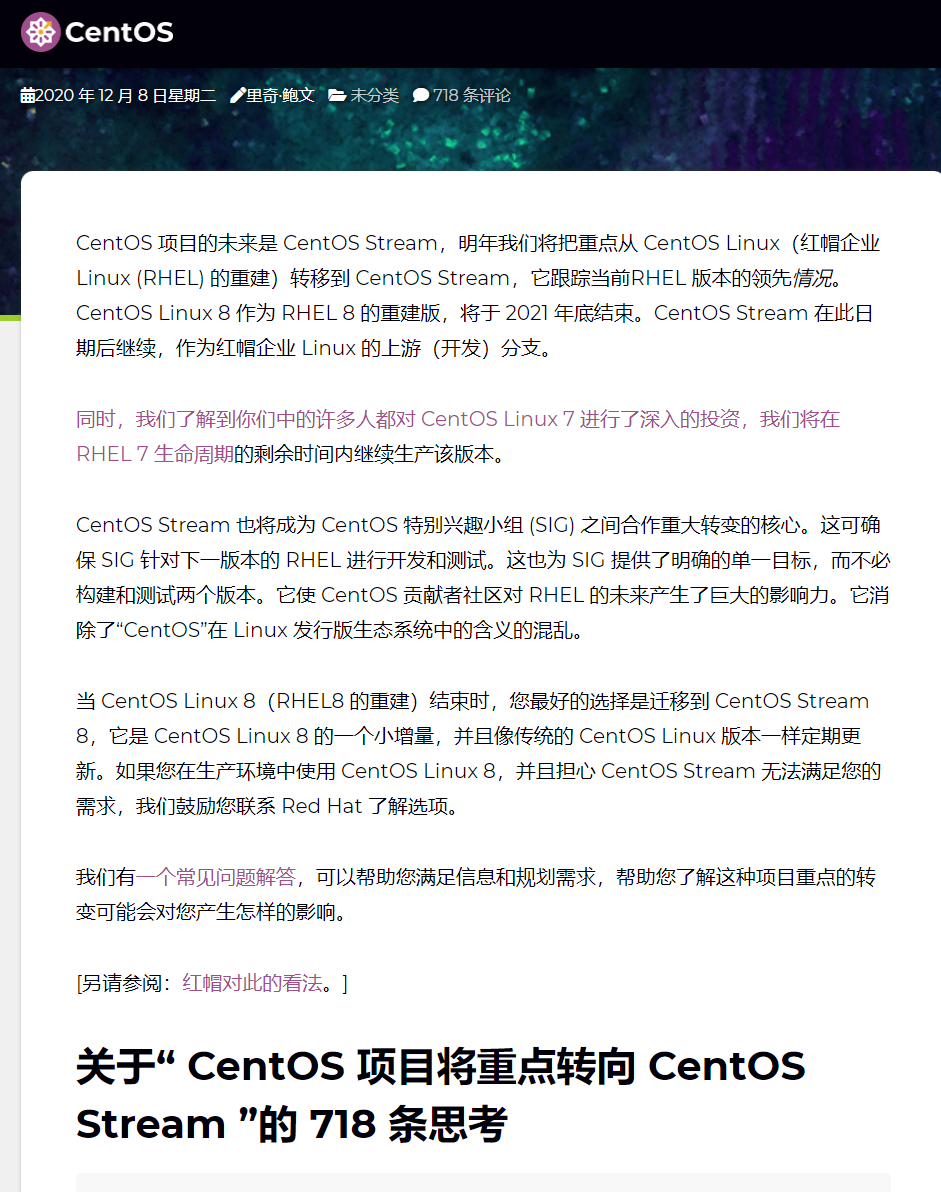 CentOS
2020 年 12 月 8 日星期二 里奇·鲍文 未分类 718 条评论
CentOS 项目的未来是 CentOS Stream，明年我们将把重点从 CentOS Linux（红帽企业
Linux (RHEL) 的重建）转移到 CentOS Stream，它跟踪当前RHEL 版本的领先情况。
CentOS Linux 8 作为 RHEL 8 的重建版，将于 2021 年底结束。CentOS Stream 在此日
期后继续，作为红帽企业 Linux 的上游（开发）分支。
同时，我们了解到你们中的许多人都对 CentOS Linux 7 进行了深入的投资，我们将在
RHEL 7 生命周期的剩余时间内继续生产该版本。
CentOS Stream 也将成为 CentOS 特别兴趣小组 (SIG) 之间合作重大转变的核心。这可确
保 SIG 针对下一版本的 RHEL 进行开发和测试。这也为 SIG 提供了明确的单一目标，而不必
构建和测试两个版本。它使 CentOS 贡献者社区对 RHEL 的未来产生了巨大的影响力。它消
除了“CentOS”在 Linux 发行版生态系统中的含义的混乱。
当 CentOS Linux 8（RHEL8 的重建）结束时，您最好的选择是迁移到 CentOS Stream
8，它是 CentOS Linux 8 的一个小增量，并且像传统的 CentOS Linux 版本一样定期更
新。如果您在生产环境中使用 CentOS Linux 8，并且担心 CentOS Stream 无法满足您的
需求，我们鼓励您联系 Red Hat 了解选项。
我们有一个常见问题解答，可以帮助您满足信息和规划需求，帮助您了解这种项目重点的转
变可能会对您产生怎样的影响。
[另请参阅：红帽对此的看法。]
关于“ CentOS 项目将重点转向 CentOS
Stream ”的 718 条思考